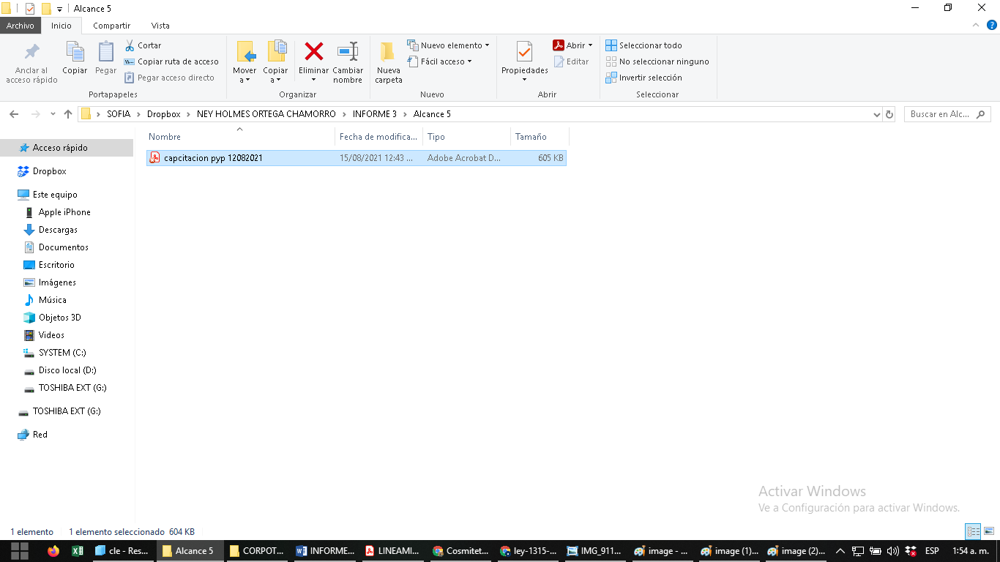 Alcance 5
Archivo Inicio Compartir Vista
Anclar al acceso rápido
Copiar
Pegar
Cortar
Copiar ruta de acceso
Pegar acceso directo
Portapapeles
Mover a
Copiar a
Eliminar
Cambiar nombre
Organizar
Nueva carpeta
Nuevo elemento
Fácil acceso
Nuevo
Propiedades
Abrir
Editar
Abrir
Seleccionar todo
No seleccionar ninguno
Invertir selección
Seleccionar
SOFIA > Dropbox > NEY HOLMES ORTEGA CHAMORRO > INFORME 3 > Alcance 5
Buscar en Alc...
Nombre Fecha de modifica... Tipo Tamaño
capcitacion pyp 12082021 15/08/2021 12:43 ... Adobe Acrobat D... 605 KB
Acceso rápido
Dropbox
Este equipo
Apple iPhone
Descargas
Documentos
Escritorio
Imágenes
Música
Objetos 3D
Videos
SYSTEM (C:)
Disco local (D:)
TOSHIBA EXT (G:)
TOSHIBA EXT (G:)
Red
Activar Windows
Ve a Configuración para activar Windows.
1 elemento 1 elemento seleccionado 604 KB
cle - Res... Alcance 5 CORPOT... INFORME... LINEAMI... Cosmitet... ley-1315-... IMG_911... image - ... image (1)... image (2)... ESP 1:54 a. m.